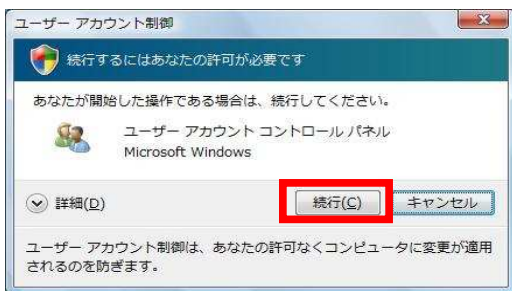 ユーザー アカウント制御
続行するにはあなたの許可が必要です
あなたが開始した操作である場合は、続行してください。
ユーザー アカウント コントロール パネル
Microsoft Windows
詳細(D)
続行(C)
キャンセル
ユーザー アカウント制御は、あなたの許可なくコンピュータに変更が適用
されるのを防ぎます。